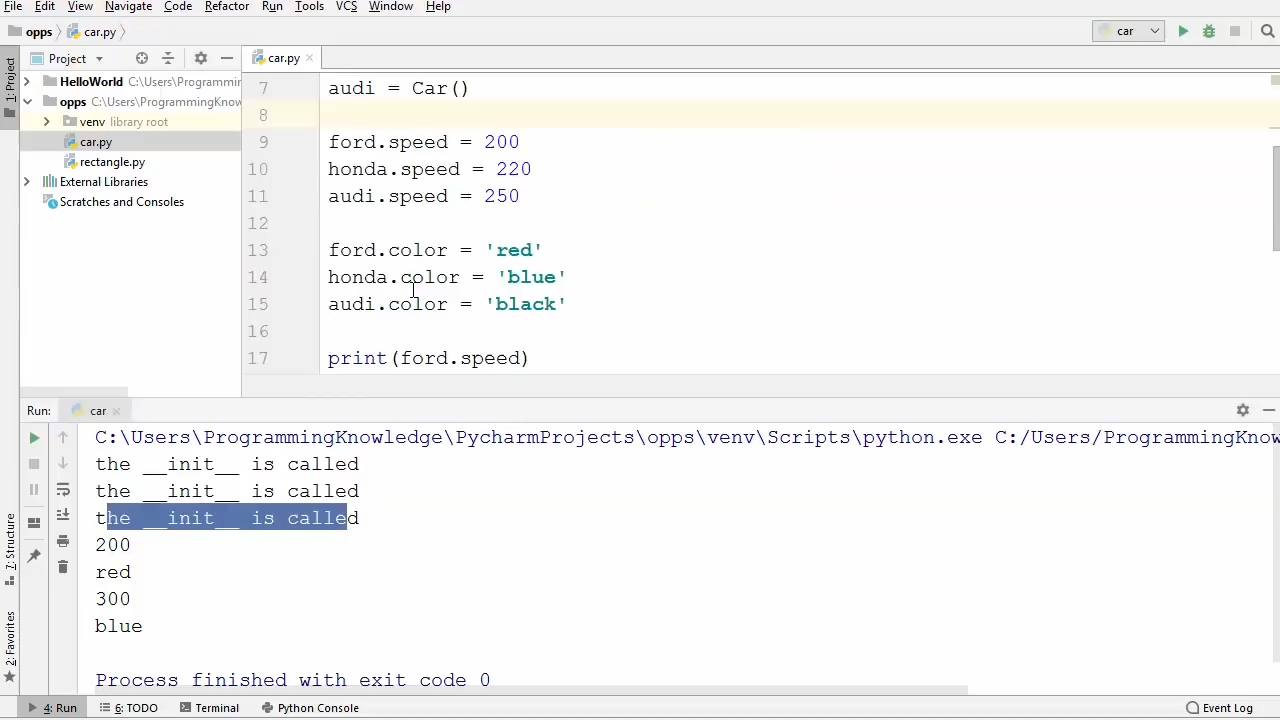 File Edit View Navigate Code Refactor Run Tools VCS Window Help
opps car.py car
1: Project Project car.py
HelloWorld C:\Users\Programmin
opps C:\Users\ProgrammingKnow
venv library root
car.py
rectangle.py
External Libraries
Scratches and Consoles
7 audi = Car()
8
9 ford.speed = 200
10 honda.speed = 220
11 audi.speed = 250
12
13 ford.color = 'red'
14 honda.color = 'blue'
15 audi.color = 'black'
16
17 print(ford.speed)
Run: car
C:\Users\ProgrammingKnowledge\PycharmProjects\opps\venv\Scripts\python.exe C:/Users/ProgrammingKnow
the __init__ is called
the __init__ is called
the __init__ is called
200
red
300
blue
Process finished with exit code 0
7: Structure
2: Favorites
4: Run 6: TODO Terminal Python Console Event Log